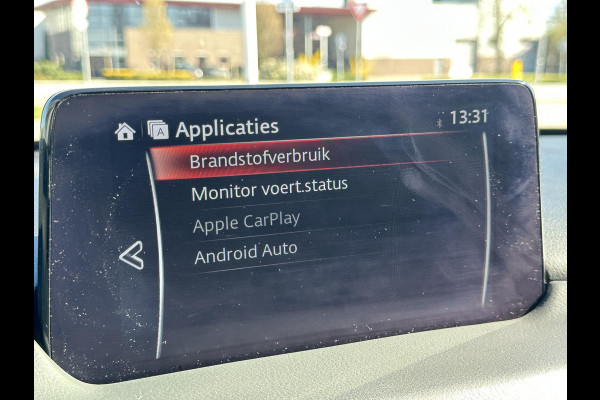 A Applicaties 13:31
Brandstofverbruik
Monitor voert.status
Apple CarPlay
Android Auto